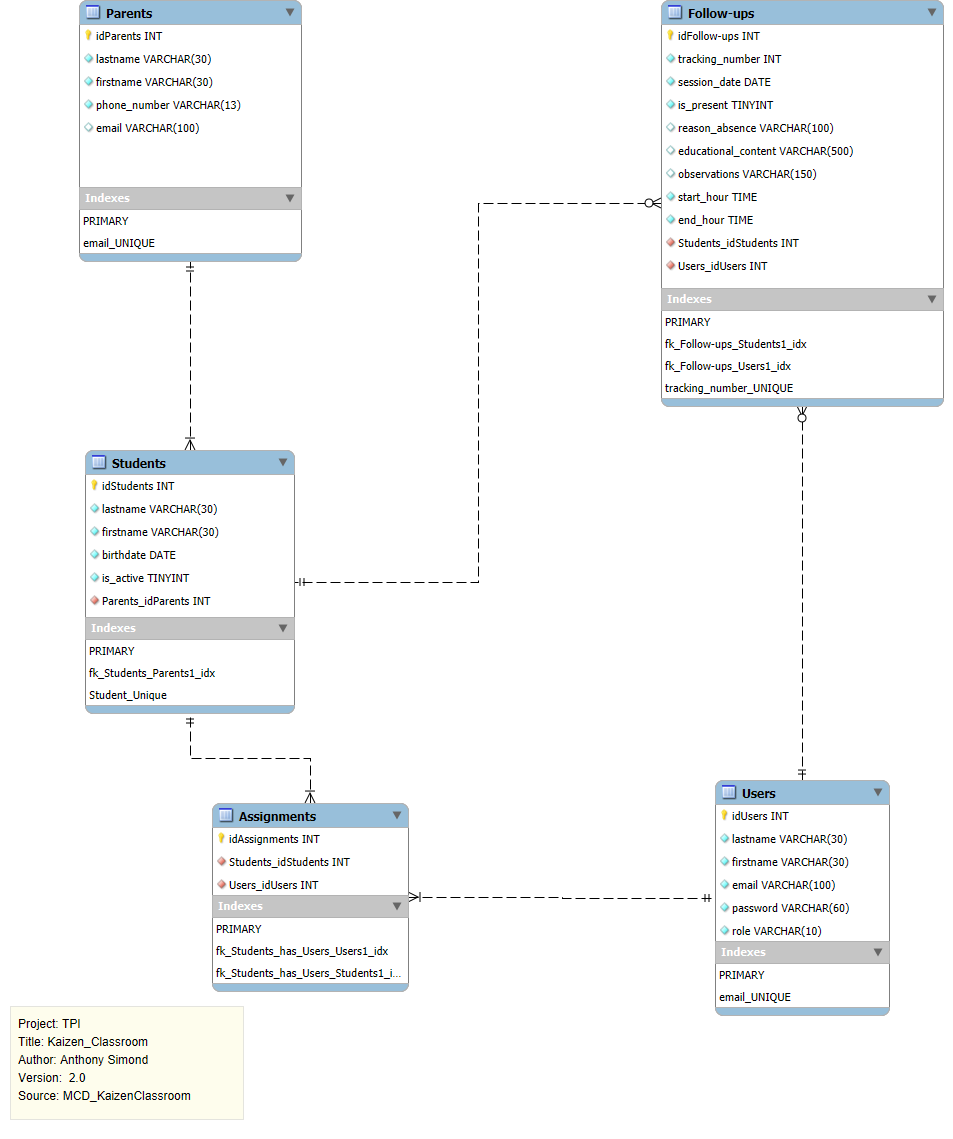 Parents
idParents INT
lastname VARCHAR(30)
firstname VARCHAR(30)
phone_number VARCHAR(13)
email VARCHAR(100)
Indexes
PRIMARY
email_UNIQUE
Follow-ups
idFollow-ups INT
tracking_number INT
session_date DATE
is_present TINYINT
reason_absence VARCHAR(100)
educational_content VARCHAR(500)
observations VARCHAR(150)
start_hour TIME
end_hour TIME
Students_idStudents INT
Users_idUsers INT
Indexes
PRIMARY
fk_Follow-ups_Students1_idx
fk_Follow-ups_Users1_idx
tracking_number_UNIQUE
Students
idStudents INT
lastname VARCHAR(30)
firstname VARCHAR(30)
birthdate DATE
is_active TINYINT
Parents_idParents INT
Indexes
PRIMARY
fk_Students_Parents1_idx
Student_Unique
Assignments
idAssignments INT
Students_idStudents INT
Users_idUsers INT
Indexes
PRIMARY
fk_Students_has_Users_Users1_idx
fk_Students_has_Users_Students1_i...
Users
idUsers INT
lastname VARCHAR(30)
firstname VARCHAR(30)
email VARCHAR(100)
password VARCHAR(60)
role VARCHAR(10)
Indexes
PRIMARY
email_UNIQUE
Project: TPI
Title: Kaizen_Classroom
Author: Anthony Simond
Version:  2.0
Source: MCD_KaizenClassroom